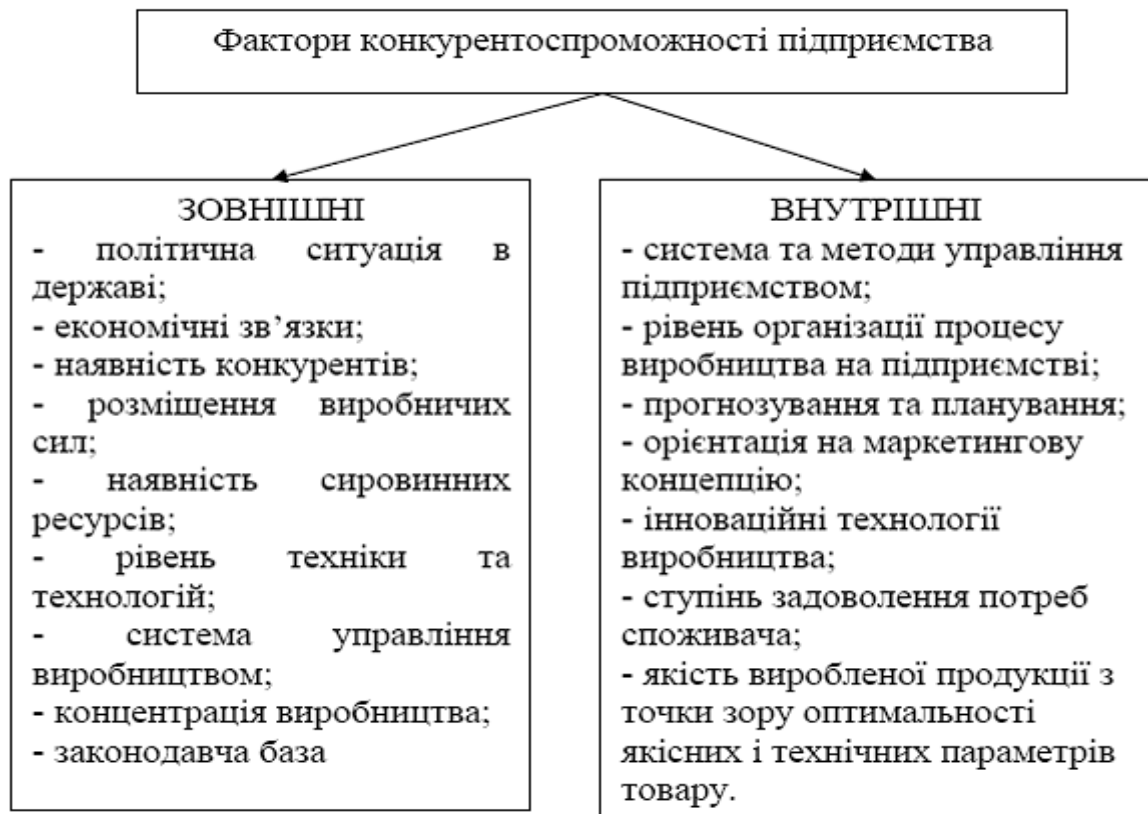 Фактори конкурентоспроможності підприємства
ЗОВНІШНІ
- політична ситуація в
державі;
- економічні зв’язки;
- наявність конкурентів;
- розміщення виробничих
сил;
- наявність сировинних
ресурсів;
- рівень техніки та
технологій;
- система управління
виробництвом;
- концентрація виробництва;
- законодавча база
ВНУТРІШНІ
- система та методи управління
підприємством;
- рівень організації процесу
виробництва на підприємстві;
- прогнозування та планування;
- орієнтація на маркетингову
концепцію;
- інноваційні технології
виробництва;
- ступінь задоволення потреб
споживача;
- якість виробленої продукції з
точки зору оптимальності
якісних і технічних параметрів
товару.